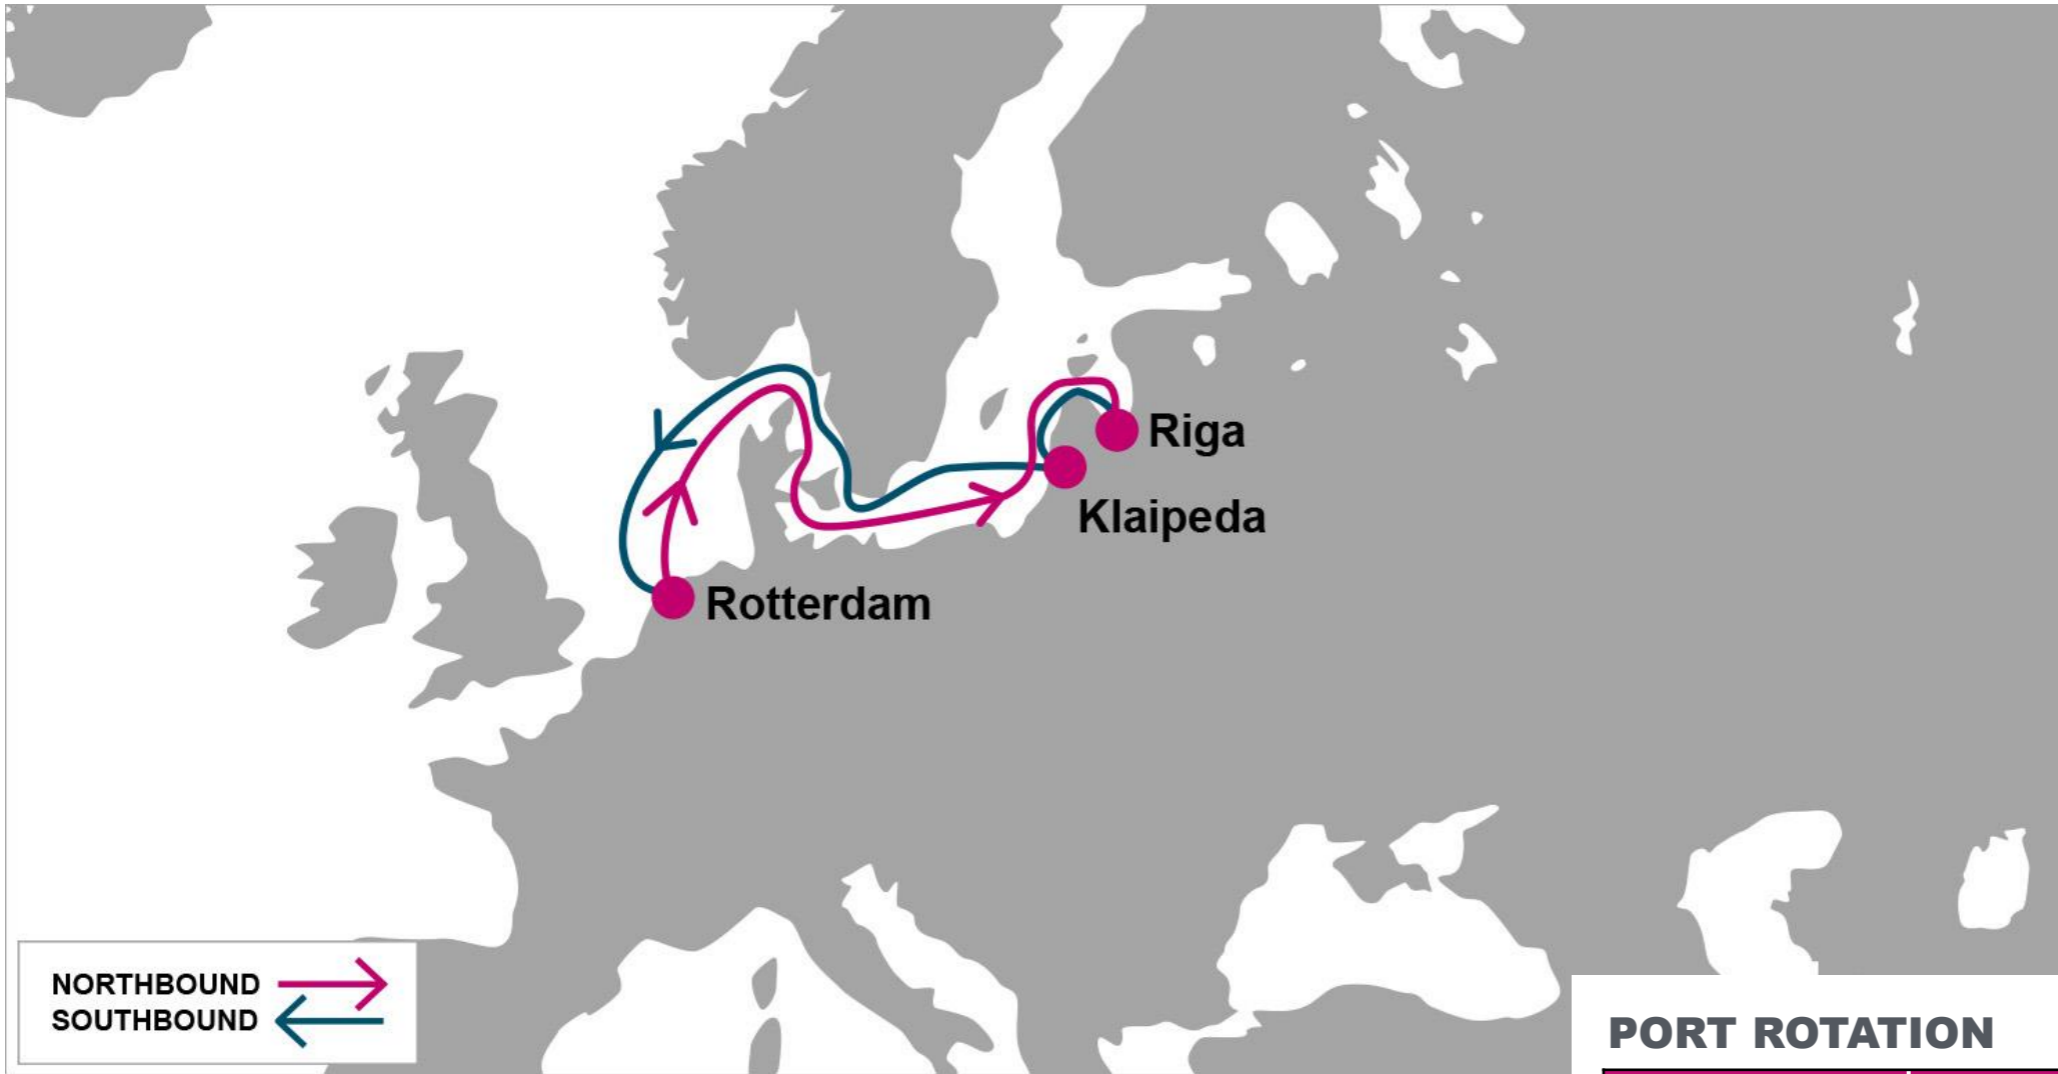 Riga
Klaipeda
Rotterdam
NORTHBOUND
SOUTHBOUND
PORT ROTATION